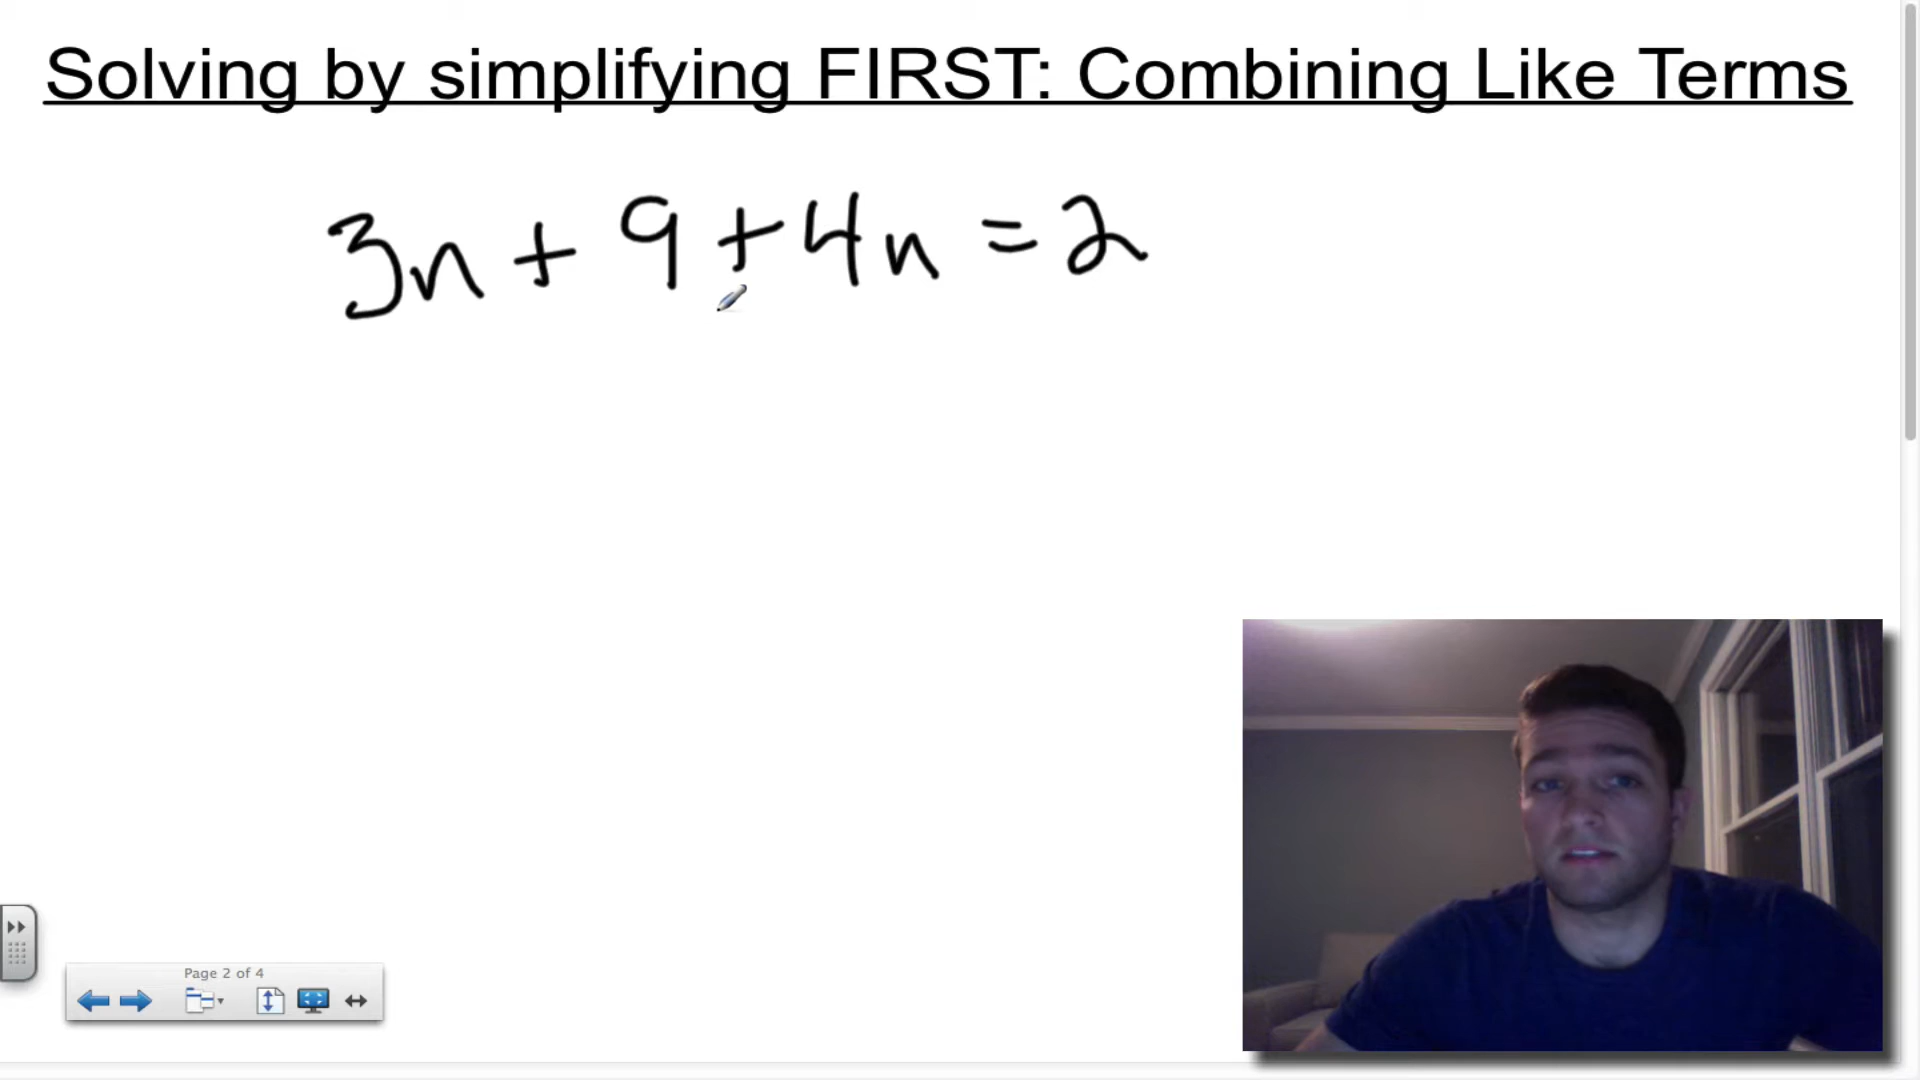 Solving by simplifying FIRST: Combining Like Terms
3n + 9 + 4n = 2
Page 2 of 4